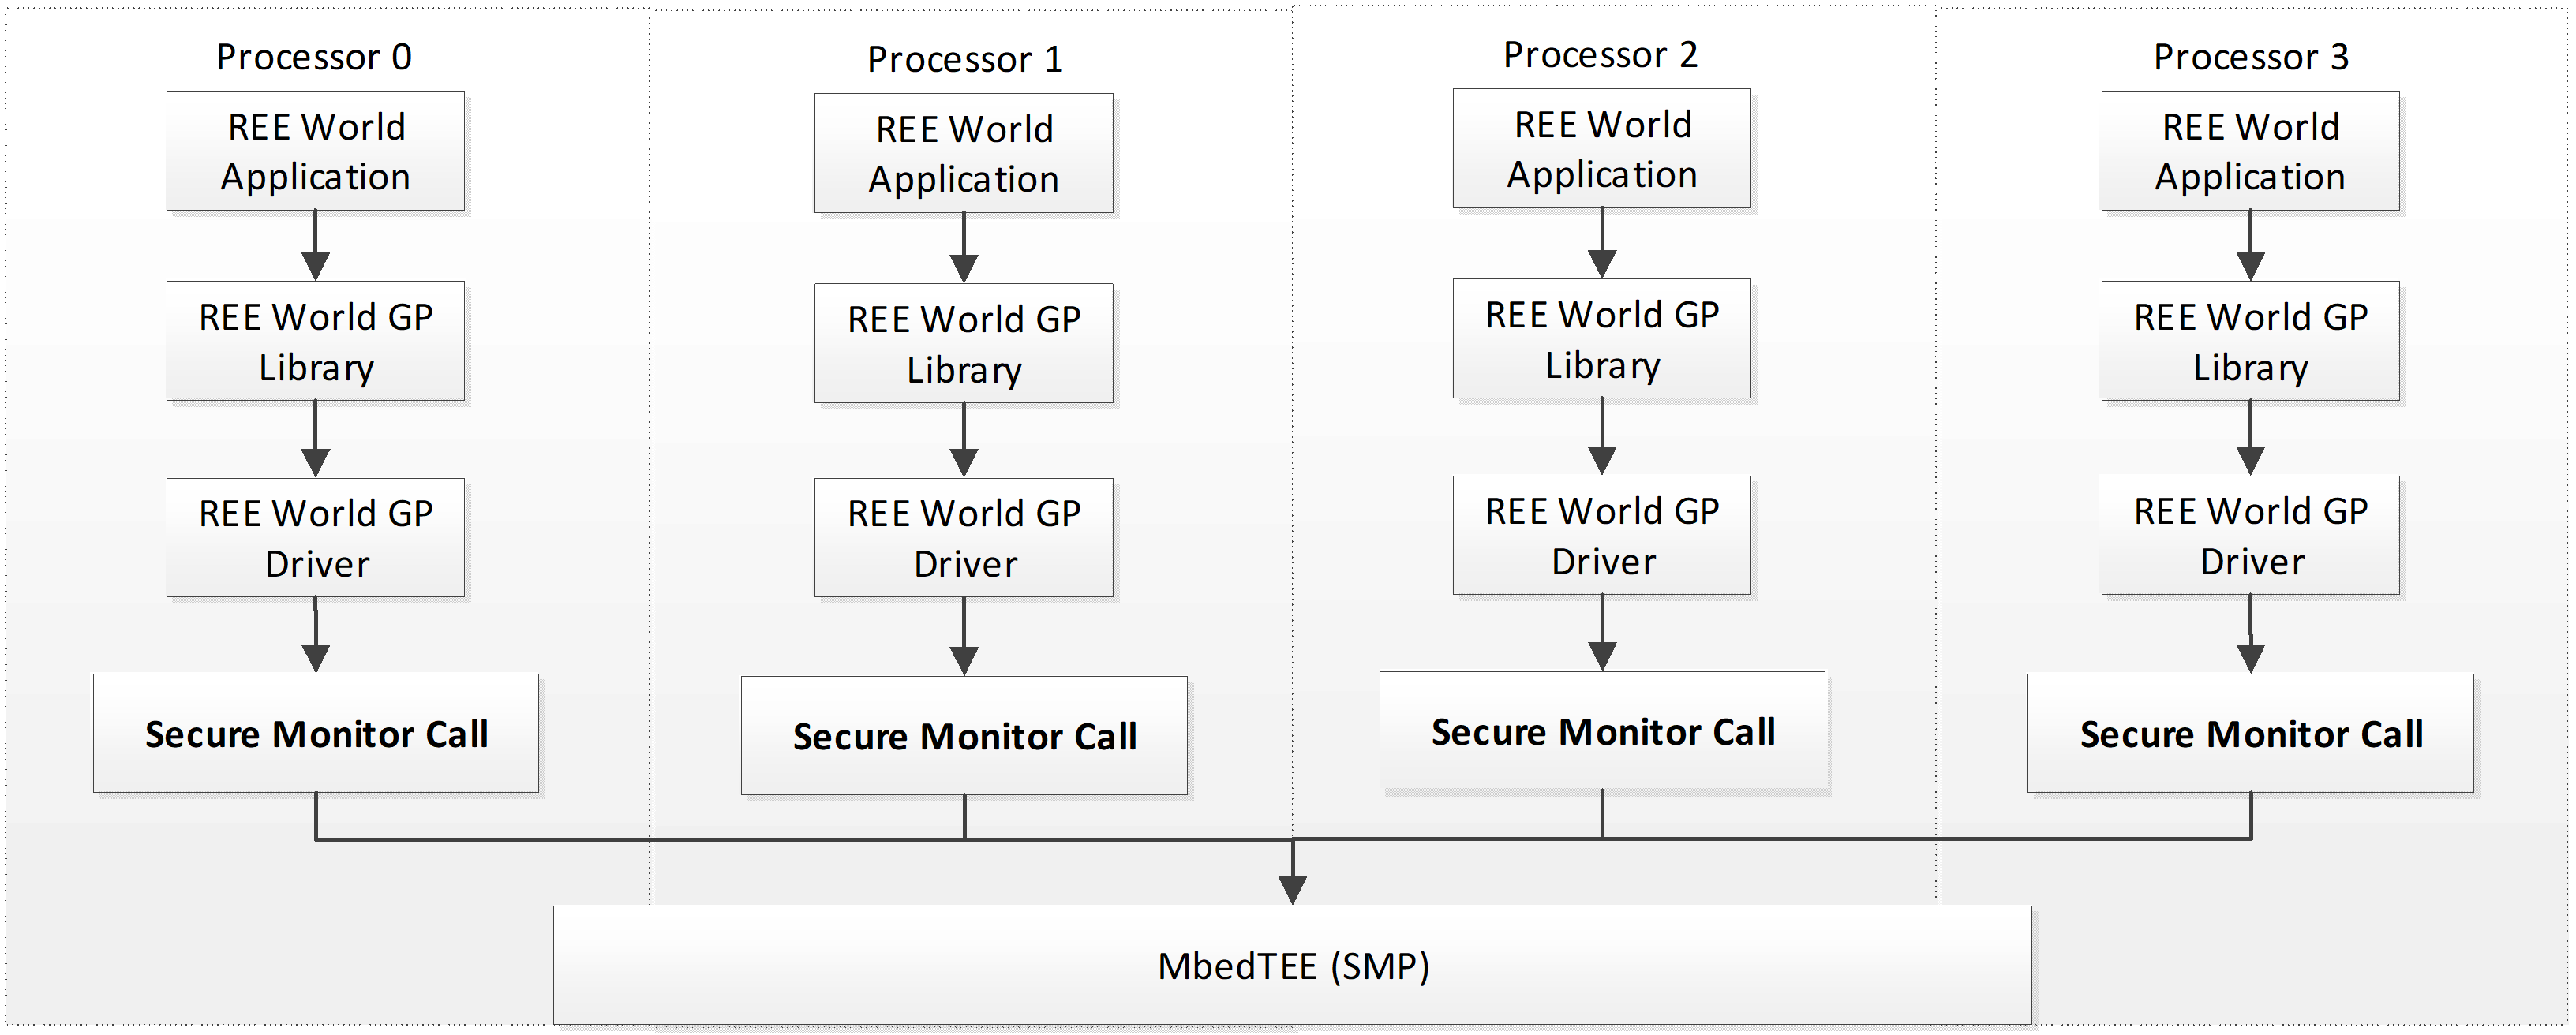 Processor 0
REE World
Application
REE World GP
Library
REE World GP
Driver
Secure Monitor Call
Processor 1
REE World
Application
REE World GP
Library
REE World GP
Driver
Secure Monitor Call
Processor 2
REE World
Application
REE World GP
Library
REE World GP
Driver
Secure Monitor Call
Processor 3
REE World
Application
REE World GP
Library
REE World GP
Driver
Secure Monitor Call
MbedTEE (SMP)